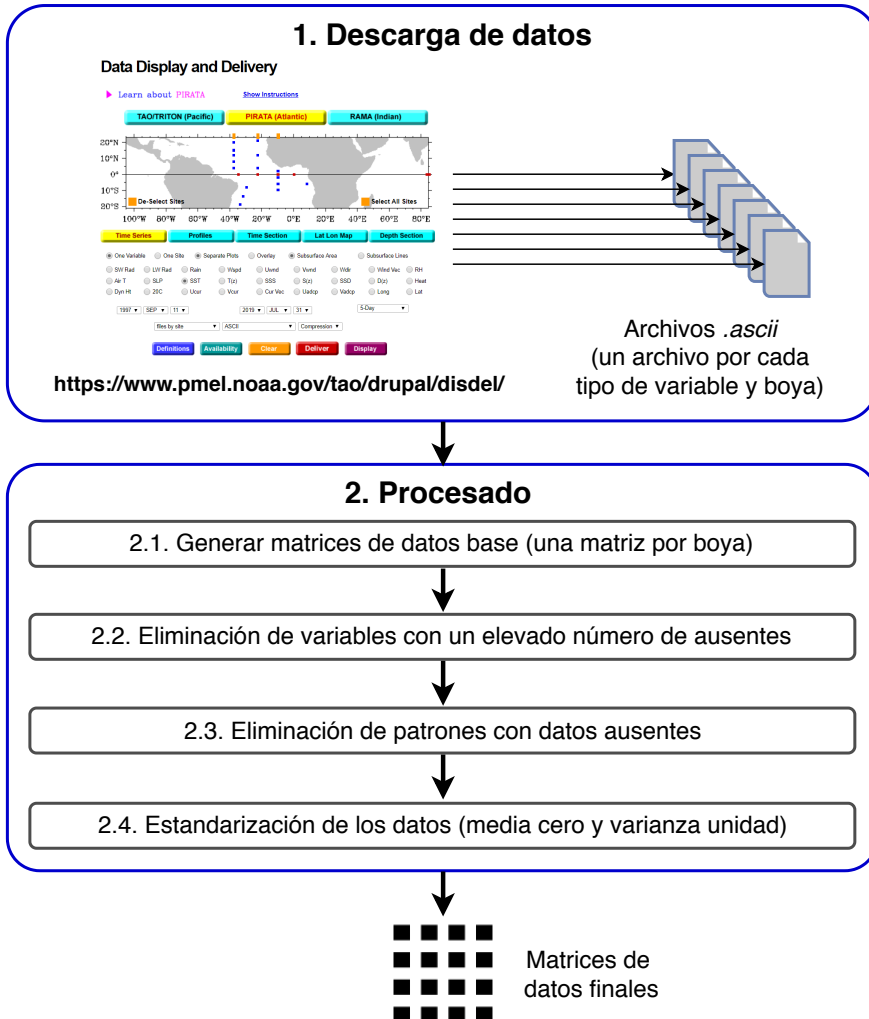 1. Descarga de datos
Data Display and Delivery
Learn about PIRATA
Show Instructions
TAO/TRITON (Pacific) PIRATA (Atlantic) RAMA (Indian)
20°N
10°N
0°
10°S
20°S
De-Select Sites Select All Sites
100°W 80°W 60°W 40°W 20°W 0° 20°E 40°E 60°E 80°E
Time Series Profiles Time Section Lat Lon Map Depth Section
One Variable One Site Separate Plots Overlay Subsurface Area Subsurface Lines
SW Rad LW Rad Rain Wspd Uwnd Vwnd Wdir Wind Vec RH
Air T SLP SST T(z) SSS S(z) SSD D(z) Heat
Dyn Ht 20C Ucur Vcur Cur Vec Uadcp Vadcp Long Lat
1997 SEP 11 2019 JUL 31 5-Day
files by site ASCII Compression
Definitions Availability Clear Deliver Display
https://www.pmel.noaa.gov/tao/drupal/disdel/
Archivos .ascii
(un archivo por cada
tipo de variable y boya)
2. Procesado
2.1. Generar matrices de datos base (una matriz por boya)
2.2. Eliminación de variables con un elevado número de ausentes
2.3. Eliminación de patrones con datos ausentes
2.4. Estandarización de los datos (media cero y varianza unidad)
Matrices de
datos finales